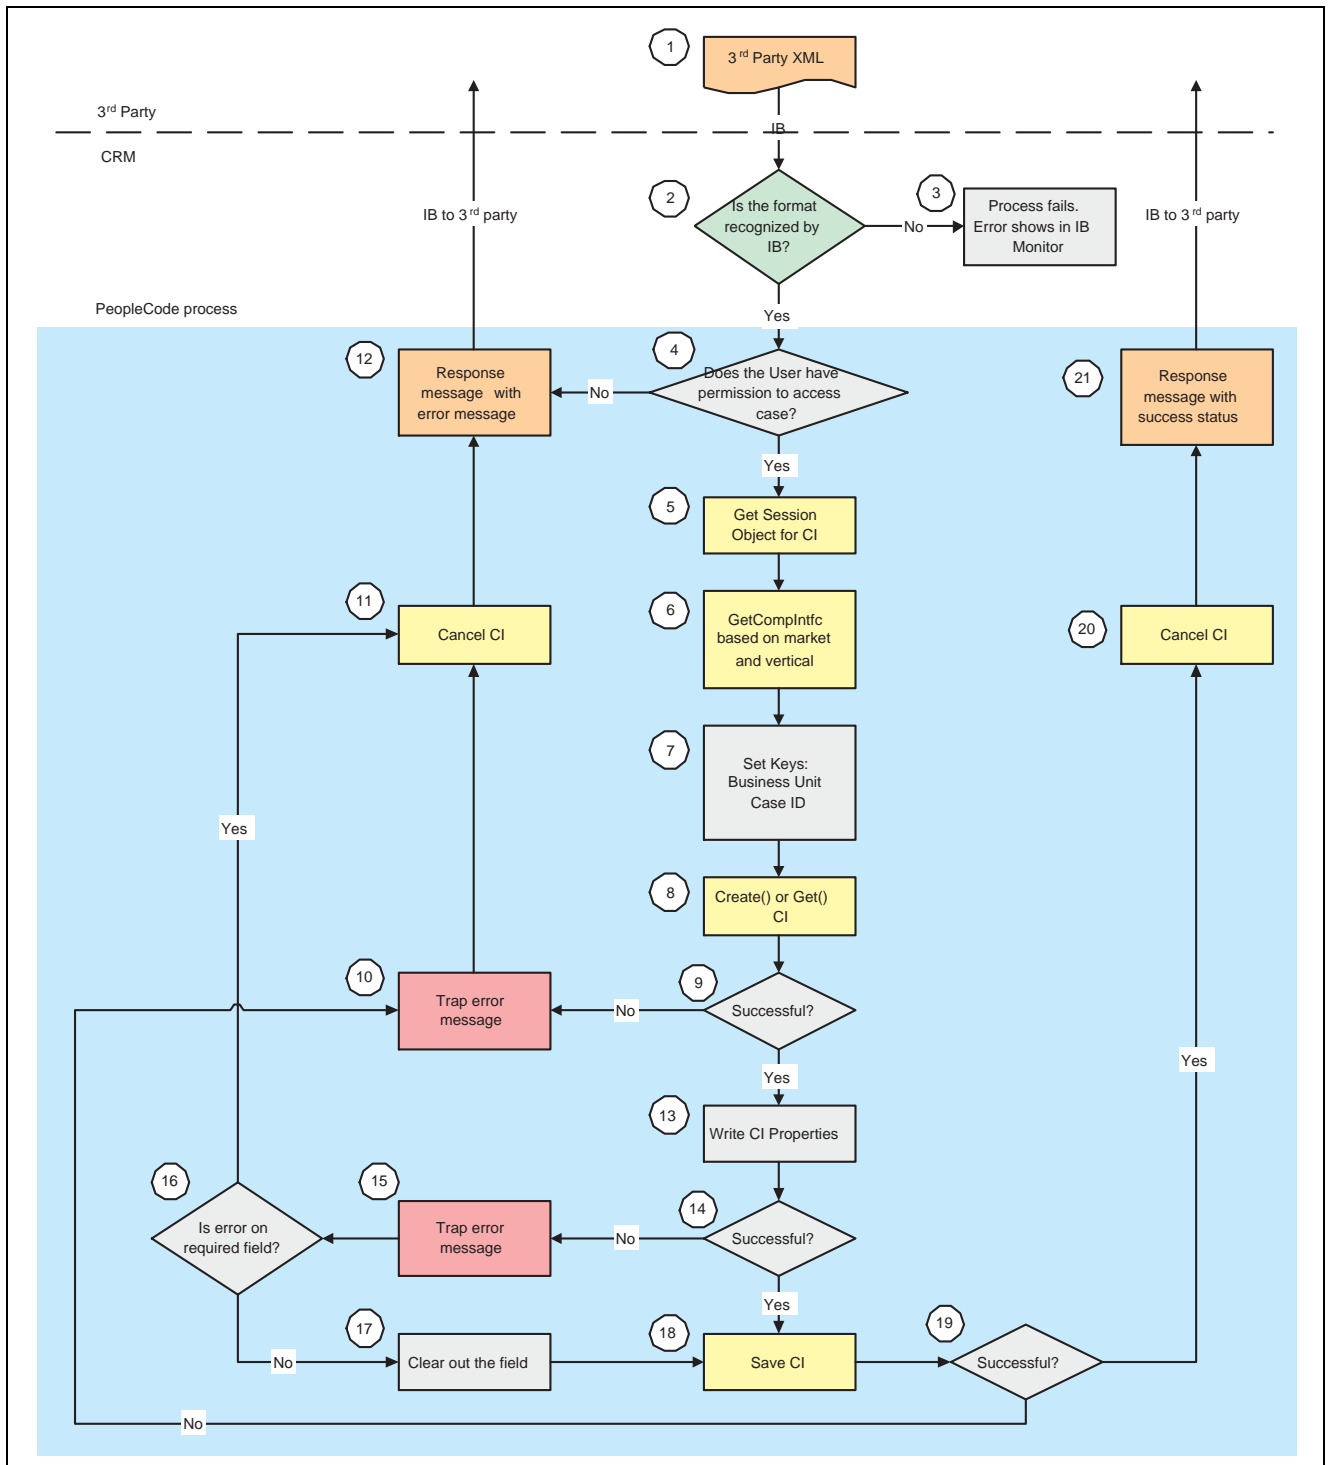 1
3rd Party XML
3rd Party
IB
CRM
2
Is the format
recognized by
IB?
No
3
Process fails.
Error shows in IB
Monitor
IB to 3rd party
IB to 3rd party
PeopleCode process
Yes
12
Response
message with
error message
No
4
Does the User have
permission to access
case?
21
Response
message with
success status
Yes
5
Get Session
Object for CI
11
Cancel CI
6
GetCompIntfc
based on market
and vertical
20
Cancel CI
7
Set Keys:
Business Unit
Case ID
Yes
8
Create() or Get()
CI
10
Trap error
message
No
9
Successful?
Yes
Yes
13
Write CI Properties
16
Is error on
required field?
15
Trap error
message
No
14
Successful?
Yes
No
17
Clear out the field
18
Save CI
19
Successful?
No